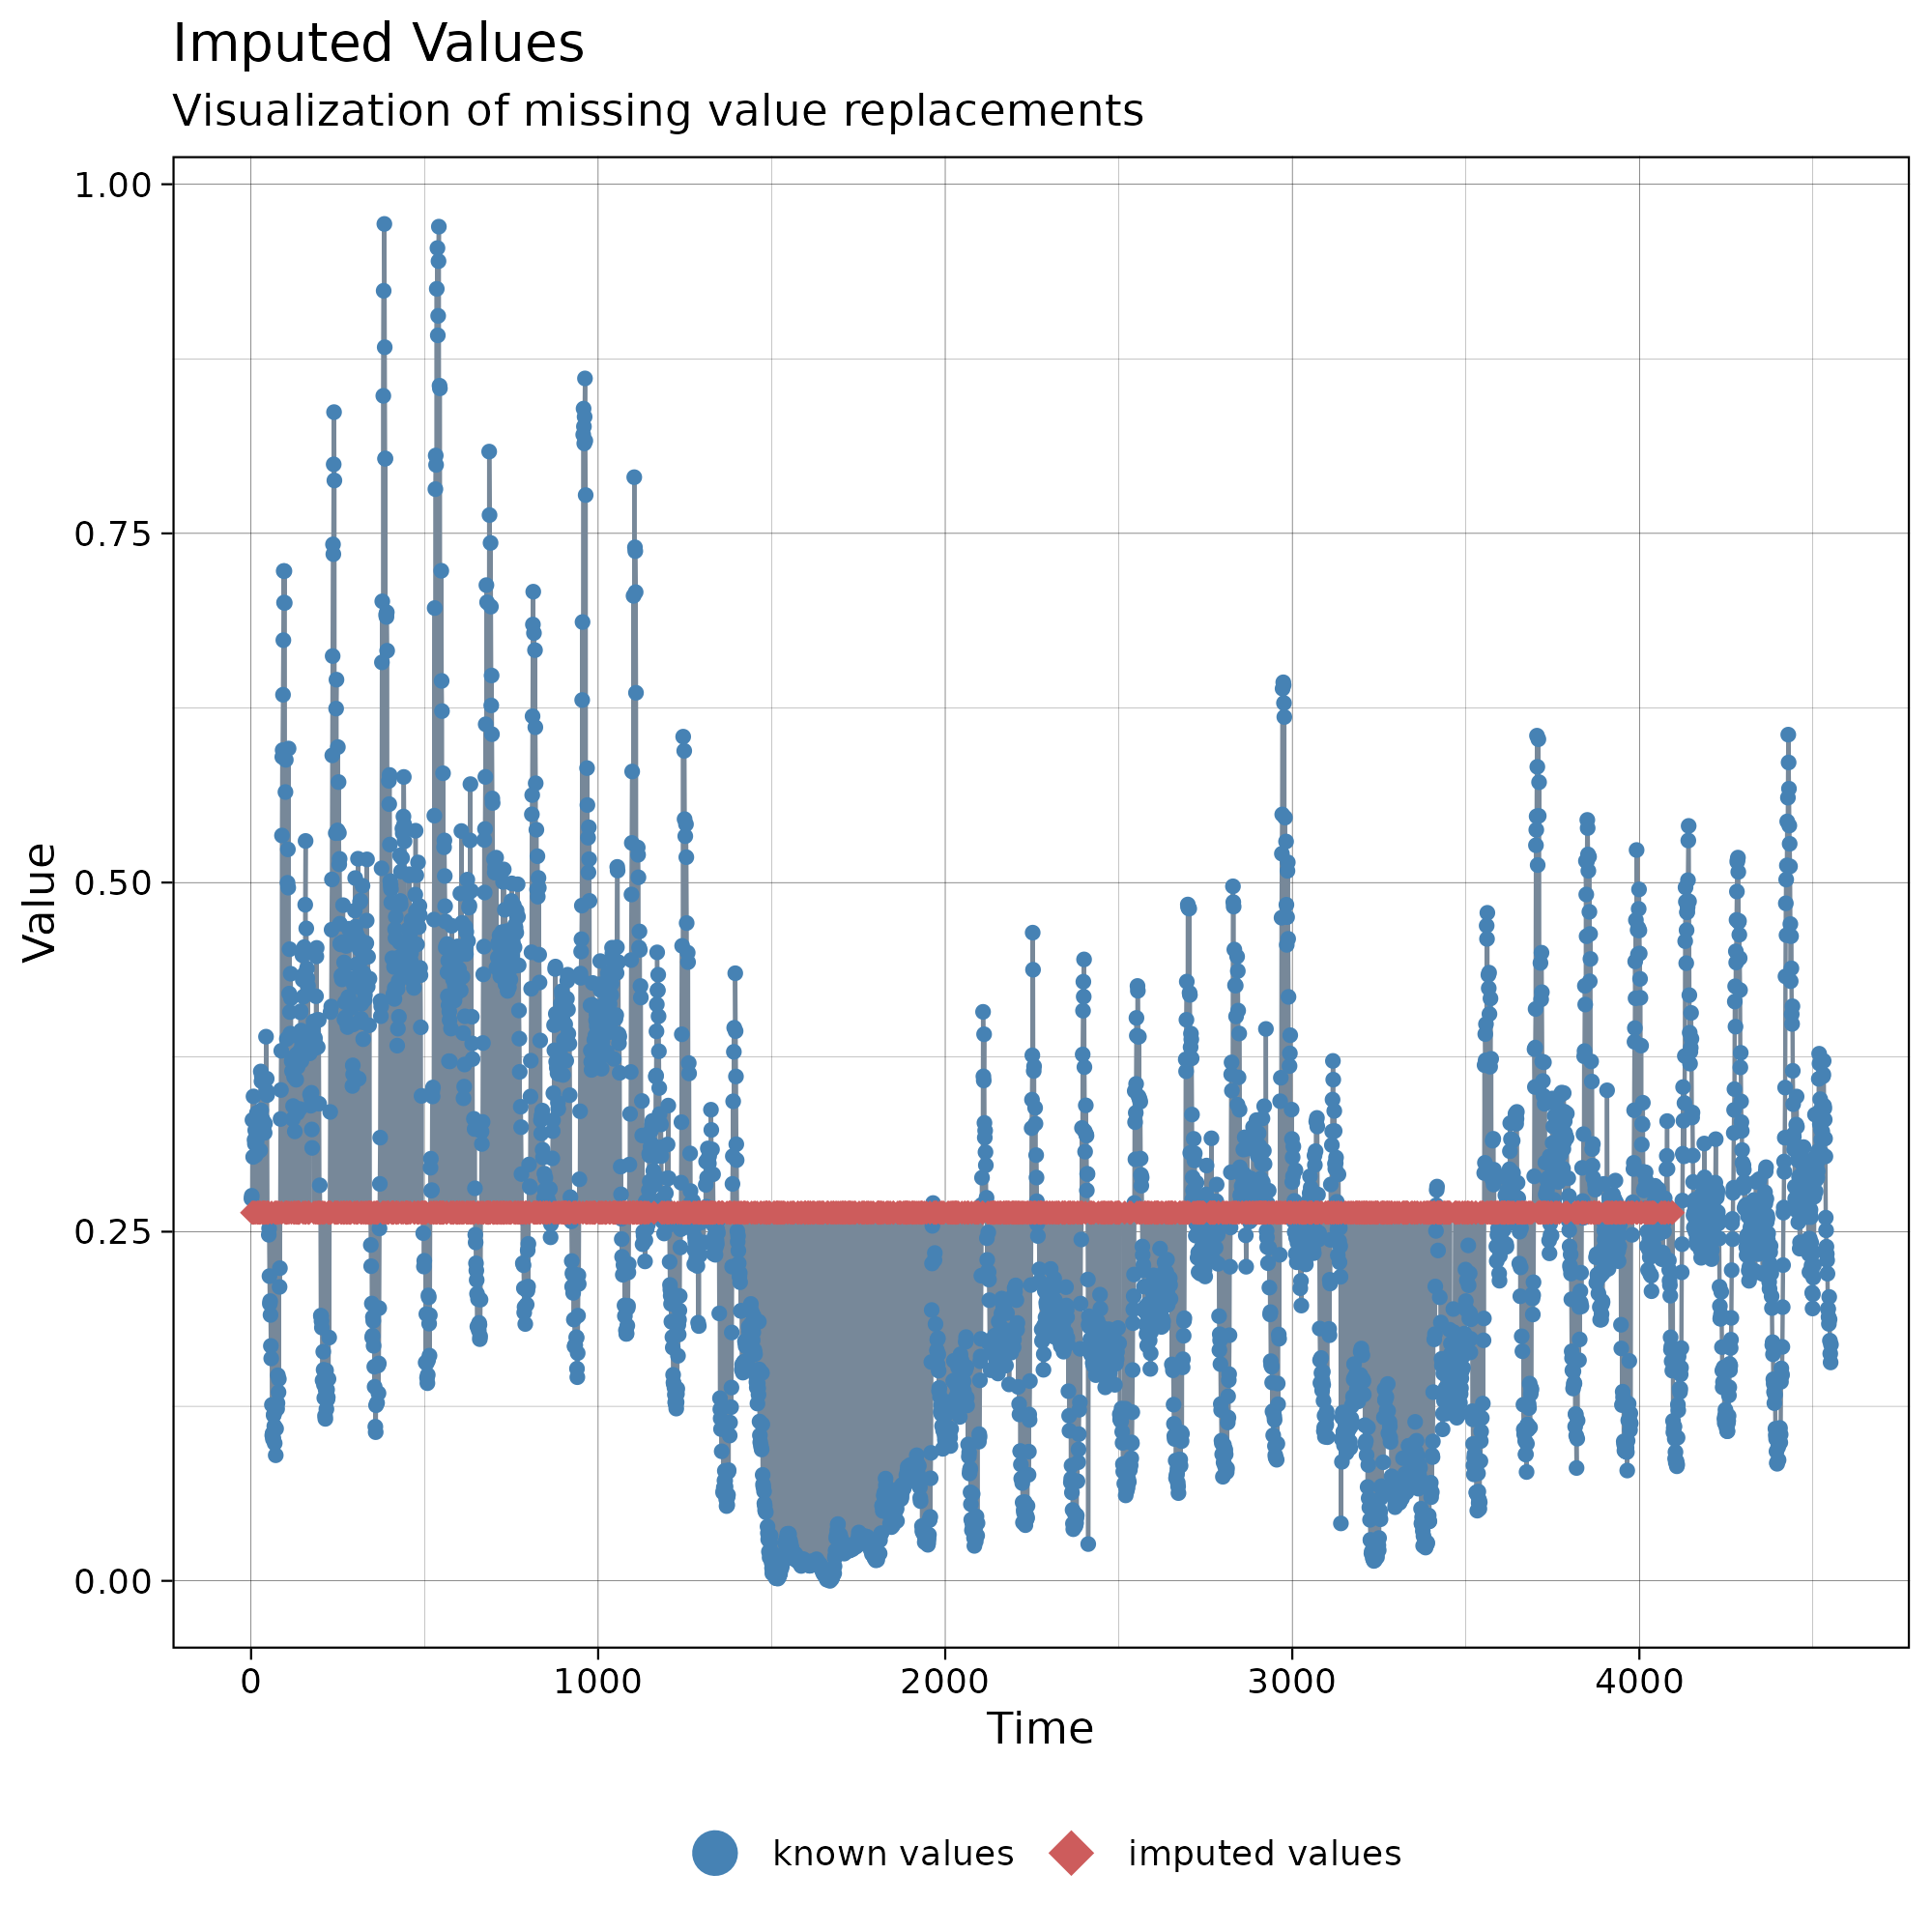 Imputed Values
Visualization of missing value replacements
1.00
0.75
0.50
0.25
0.00
Value
0 1000 2000 3000 4000
Time
known values imputed values